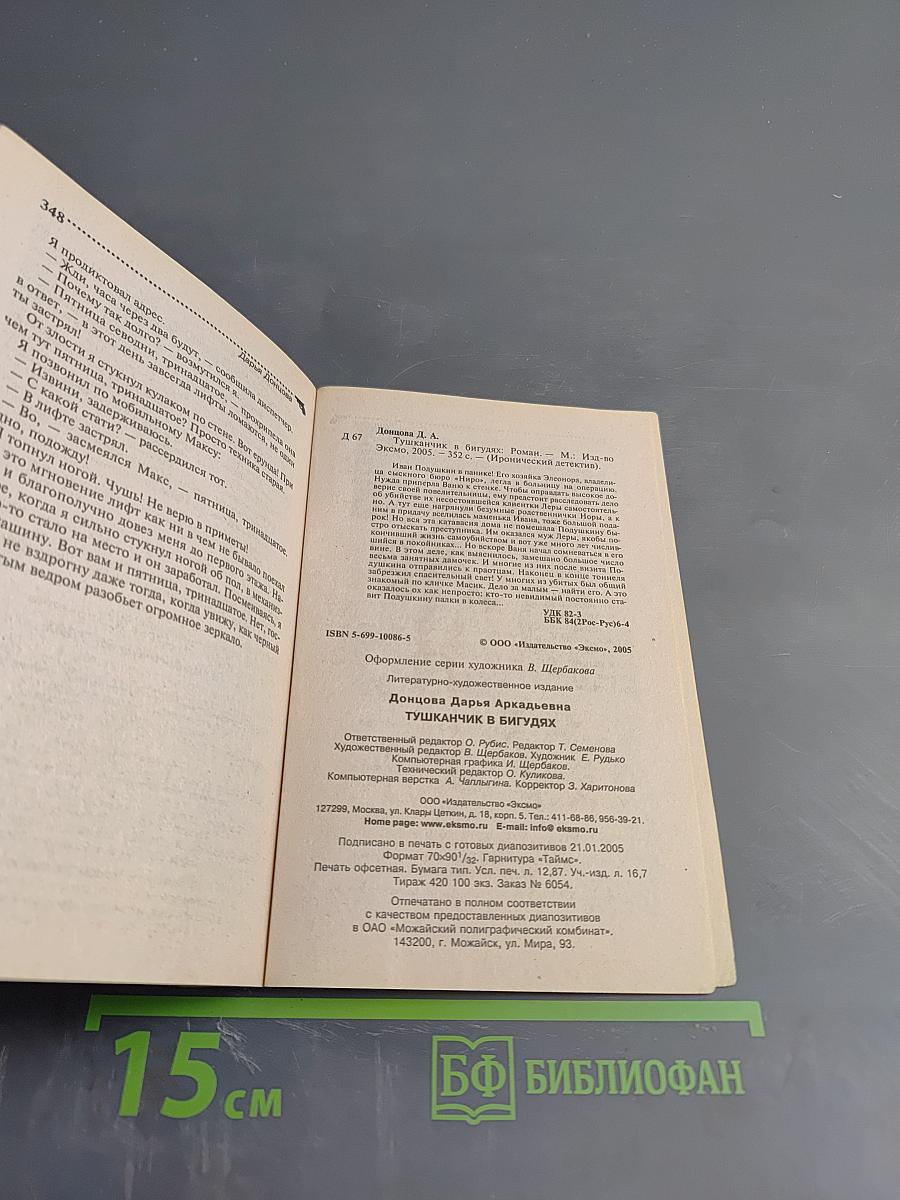 348
Дарья Донцова
Я продиктовал адрес.
— Жди, часа через два будут, — сообщила диспетчер.
— Почему так долго? — возмутился я.
— Пятница севодни, тринадцатое, — прохрипела она
в ответ, — в этот день завсегда лифты ломаются, не один
ты застрял!
От злости я стукнул кулаком по стене. Вот ерунда! При
чем тут пятница, тринадцатое? Просто техника старая...
Я позвонил по мобильному Максу:
— Извини, задерживаюсь.
— С какой стати? — рассердился тот.
— В лифте застрял.
— Во, — засмеялся Макс, — пятница, тринадцатое.
но, подожду!
топнул ногой. Чушь! Не верю в приметы!
это мгновение лифт как ни в чем не бывало поехал
и благополучно довез меня до первого этажа. На-
е, когда я сильно стукнул ногой об пол, в механиз-
о-то стало на место и он заработал. Посмеиваясь, я
ашину. Вот вам и пятница, тринадцатое. Нет, гос-
не вздрогну даже тогда, когда увижу, как черный
тым ведром разобьет огромное зеркало.
Донцова Д. А.
Д 67 Тушканчик в бигудях: Роман. — М.: Изд-во
Эксмо, 2005. — 352 с. — (Иронический детектив).
Иван Подушкин в панике! Его хозяйка Элеонора, владели-
ца сыскного бюро «Ниро», легла в больницу на операцию.
Нужда приперла Ваню к стенке. Чтобы оправдать высокое до-
верие своей повелительницы, ему предстоит расследовать дело
об убийстве их несостоявшейся клиентки Леры самостоятель-
но. А тут еще нагрянули безумные родственнички Норы, а к
ним в придачу вселилась маменька Ивана, тоже большой пода-
рок! Но вся эта катавасия дома не помешала Подушкину бы-
стро отыскать преступника. Им оказался муж Леры, якобы по-
кончивший жизнь самоубийством и вот уже много лет числив-
шийся в покойниках... Но вскоре Ваня начал сомневаться в его
вине. В этом деле, как выяснилось, замешано большое число
весьма занятных дамочек. И многие из них после визита По-
душкина отправились к праотцам. Наконец в конце тоннеля
забрезжил спасительный свет! У многих из убитых был общий
знакомый по кличке Масик. Дело за малым — найти его. А это
оказалось ох как непросто: кто-то невидимый постоянно ста-
вит Подушкину палки в колеса...
УДК 82-3
ББК 84(2Рос-Рус)6-4
ISBN 5-699-10086-5
© ООО «Издательство «Эксмо», 2005
Оформление серии художника В. Щербакова
Литературно-художественное издание
Донцова Дарья Аркадьевна
ТУШКАНЧИК В БИГУДЯХ
Ответственный редактор О. Рубис. Редактор Т. Семенова
Художественный редактор В. Щербаков. Художник Е. Рудько
Компьютерная графика И. Щербаков.
Технический редактор О. Куликова.
Компьютерная верстка А. Чаплыгина. Корректор З. Харитонова
ООО «Издательство «Эксмо»
127299, Москва, ул. Клары Цеткин, д. 18, корп. 5. Тел.: 411-68-86, 956-39-21.
Home page: www.eksmo.ru E-mail: info@ eksmo.ru
Подписано в печать с готовых диапозитивов 21.01.2005
Формат 70×90 1/32. Гарнитура «Таймс».
Печать офсетная. Бумага тип. Усл. печ. л. 12,87. Уч.-изд. л. 16,7
Тираж 420 100 экз. Заказ № 6054.
Отпечатано в полном соответствии
с качеством предоставленных диапозитивов
в ОАО «Можайский полиграфический комбинат».
143200, г. Можайск, ул. Мира, 93.
15 см
БФ БИБЛИОФАН